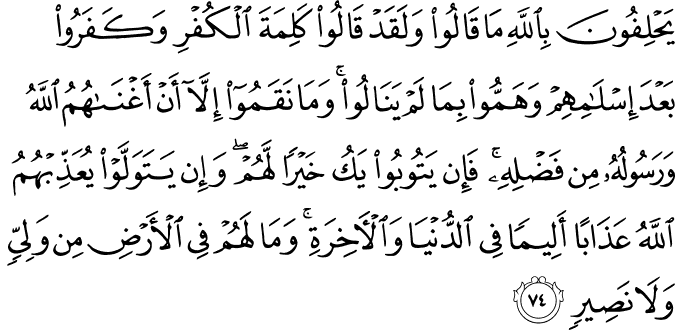 يَحْلِفُونَ بِٱللَّهِ مَا قَالُوا۟ وَلَقَدْ قَالُوا۟ كَلِمَةَ ٱلْكُفْرِ وَكَفَرُوا۟
بَعْدَ إِسْلَٰمِهِمْ وَهَمُّوا۟ بِمَا لَمْ يَنَالُوا۟ ۚ وَمَا نَقَمُوٓا۟ إِلَّآ أَنْ أَغْنَىٰهُمُ ٱللَّهُ
وَرَسُولُهُۥ مِن فَضْلِهِۦ ۚ فَإِن يَتُوبُوا۟ يَكُ خَيْرًا لَّهُمْ ۖ وَإِن يَتَوَلَّوْا۟ يُعَذِّبْهُمُ
ٱللَّهُ عَذَابًا أَلِيمًا فِى ٱلدُّنْيَا وَٱلْـَٔاخِرَةِ ۚ وَمَا لَهُمْ فِى ٱلْأَرْضِ مِن وَلِىٍّ
وَلَا نَصِيرٍ ٧٤